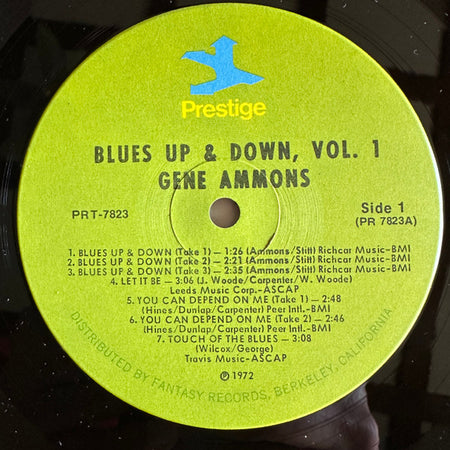 Prestige
BLUES UP & DOWN, VOL. 1
GENE AMMONS
PRT-7823
Side 1
(PR 7823A)
1. BLUES UP & DOWN (Take 1) — 1:26 (Ammons/Stitt) Richcar Music-BMI
2. BLUES UP & DOWN (Take 2) — 2:21 (Ammons/Stitt) Richcar Music-BMI
3. BLUES UP & DOWN (Take 3) — 2:35 (Ammons/Stitt) Richcar Music-BMI
4. LET IT BE — 3:06 (J. Woode/Carpenter/W. Woode)
Leeds Music Corp.-ASCAP
5. YOU CAN DEPEND ON ME (Take 1) — 2:48
(Hines/Dunlap/Carpenter) Peer Intl.-BMI
6. YOU CAN DEPEND ON ME (Take 2) — 2:46
(Hines/Dunlap/Carpenter) Peer Intl.-BMI
7. TOUCH OF THE BLUES — 3:08
(Wilcox/George)
Travis Music-ASCAP
℗ 1972
DISTRIBUTED BY FANTASY RECORDS, BERKELEY, CALIFORNIA